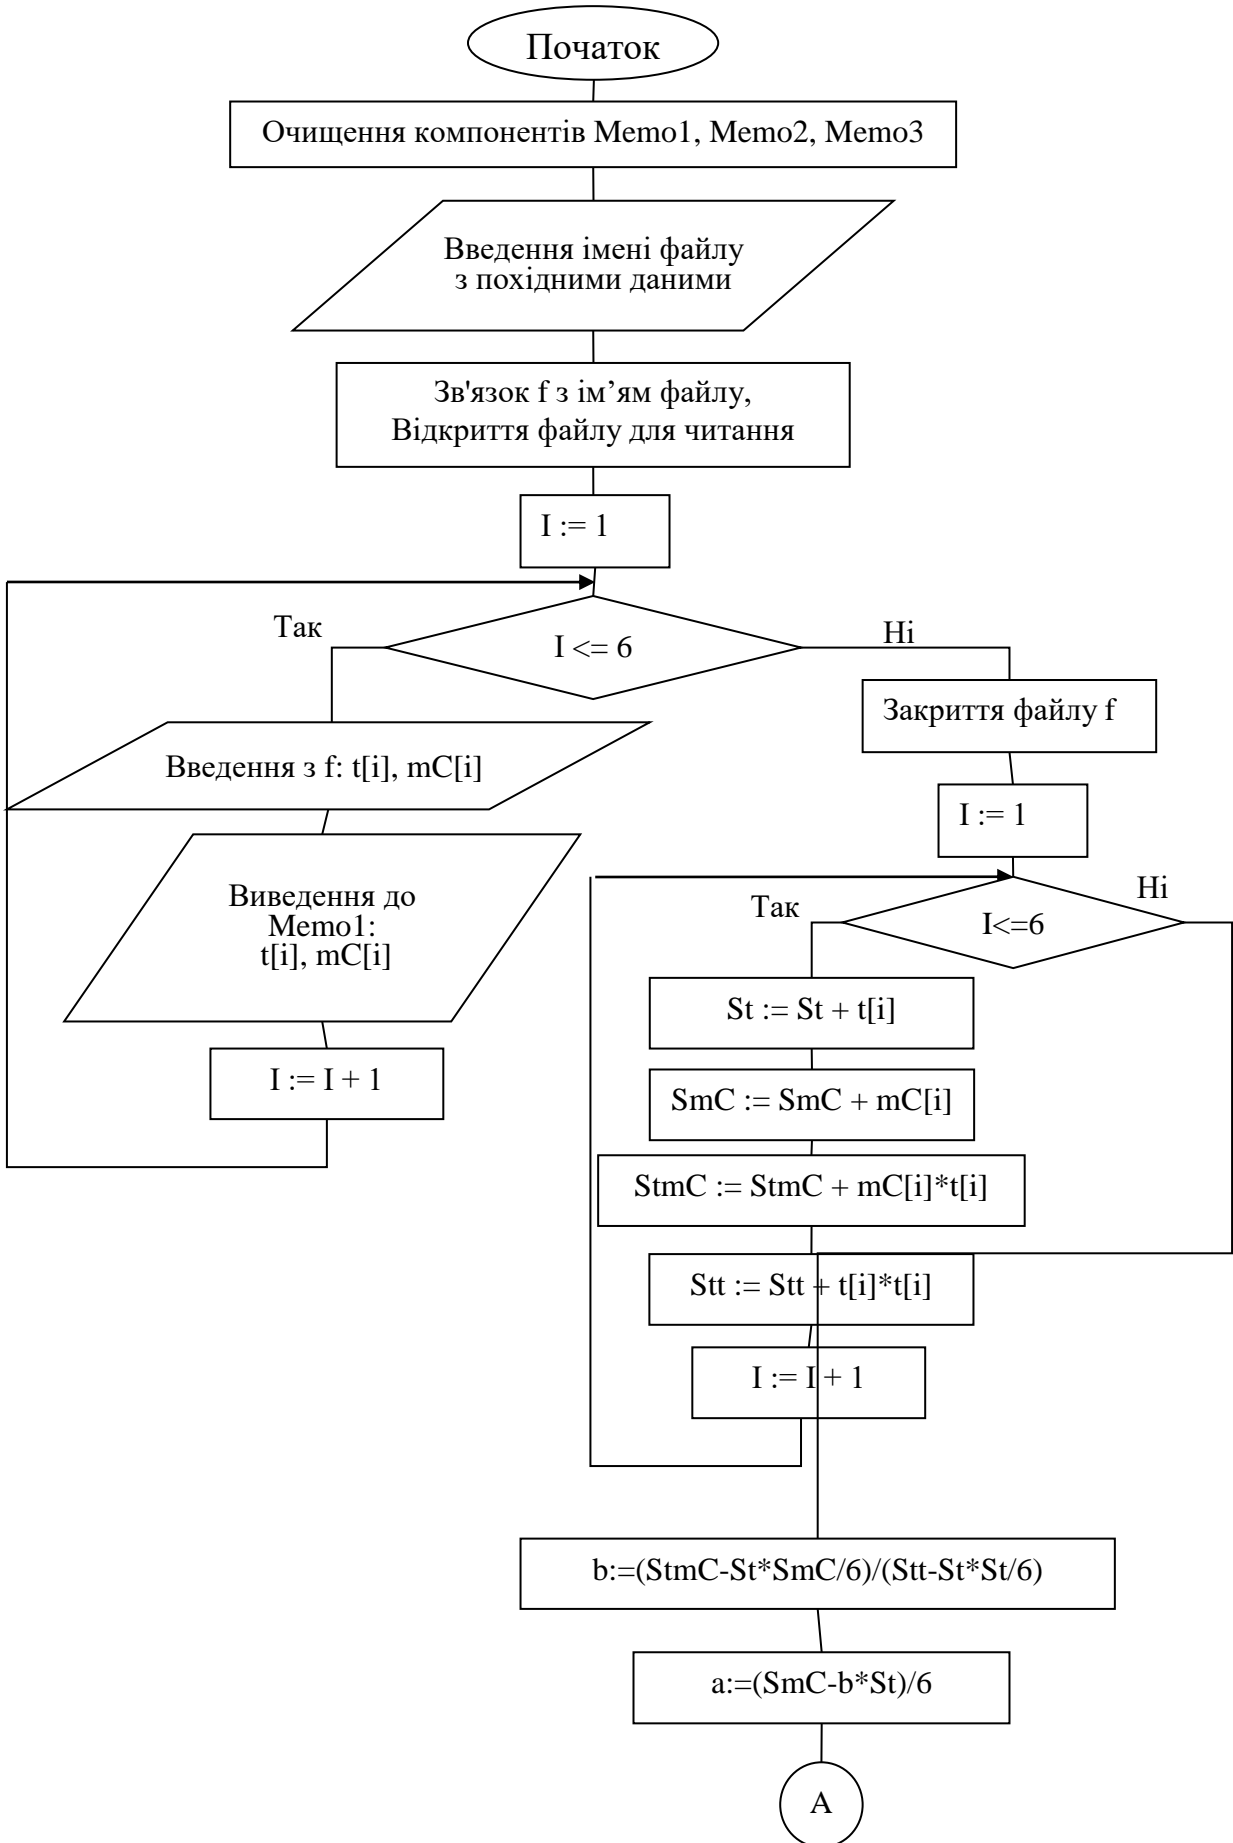 Початок
Очищення компонентів Memo1, Memo2, Memo3
Введення імені файлу
з похідними даними
Зв'язок f з ім’ям файлу,
Відкриття файлу для читання
I := 1
Так
I <= 6
Ні
Закриття файлу f
Введення з f: t[i], mC[i]
I := 1
Виведення до
Memo1:
t[i], mC[i]
Так
I<=6
Ні
St := St + t[i]
I := I + 1
SmC := SmC + mC[i]
StmC := StmC + mC[i]*t[i]
Stt := Stt + t[i]*t[i]
I := I + 1
b:=(StmC-St*SmC/6)/(Stt-St*St/6)
a:=(SmC-b*St)/6
А